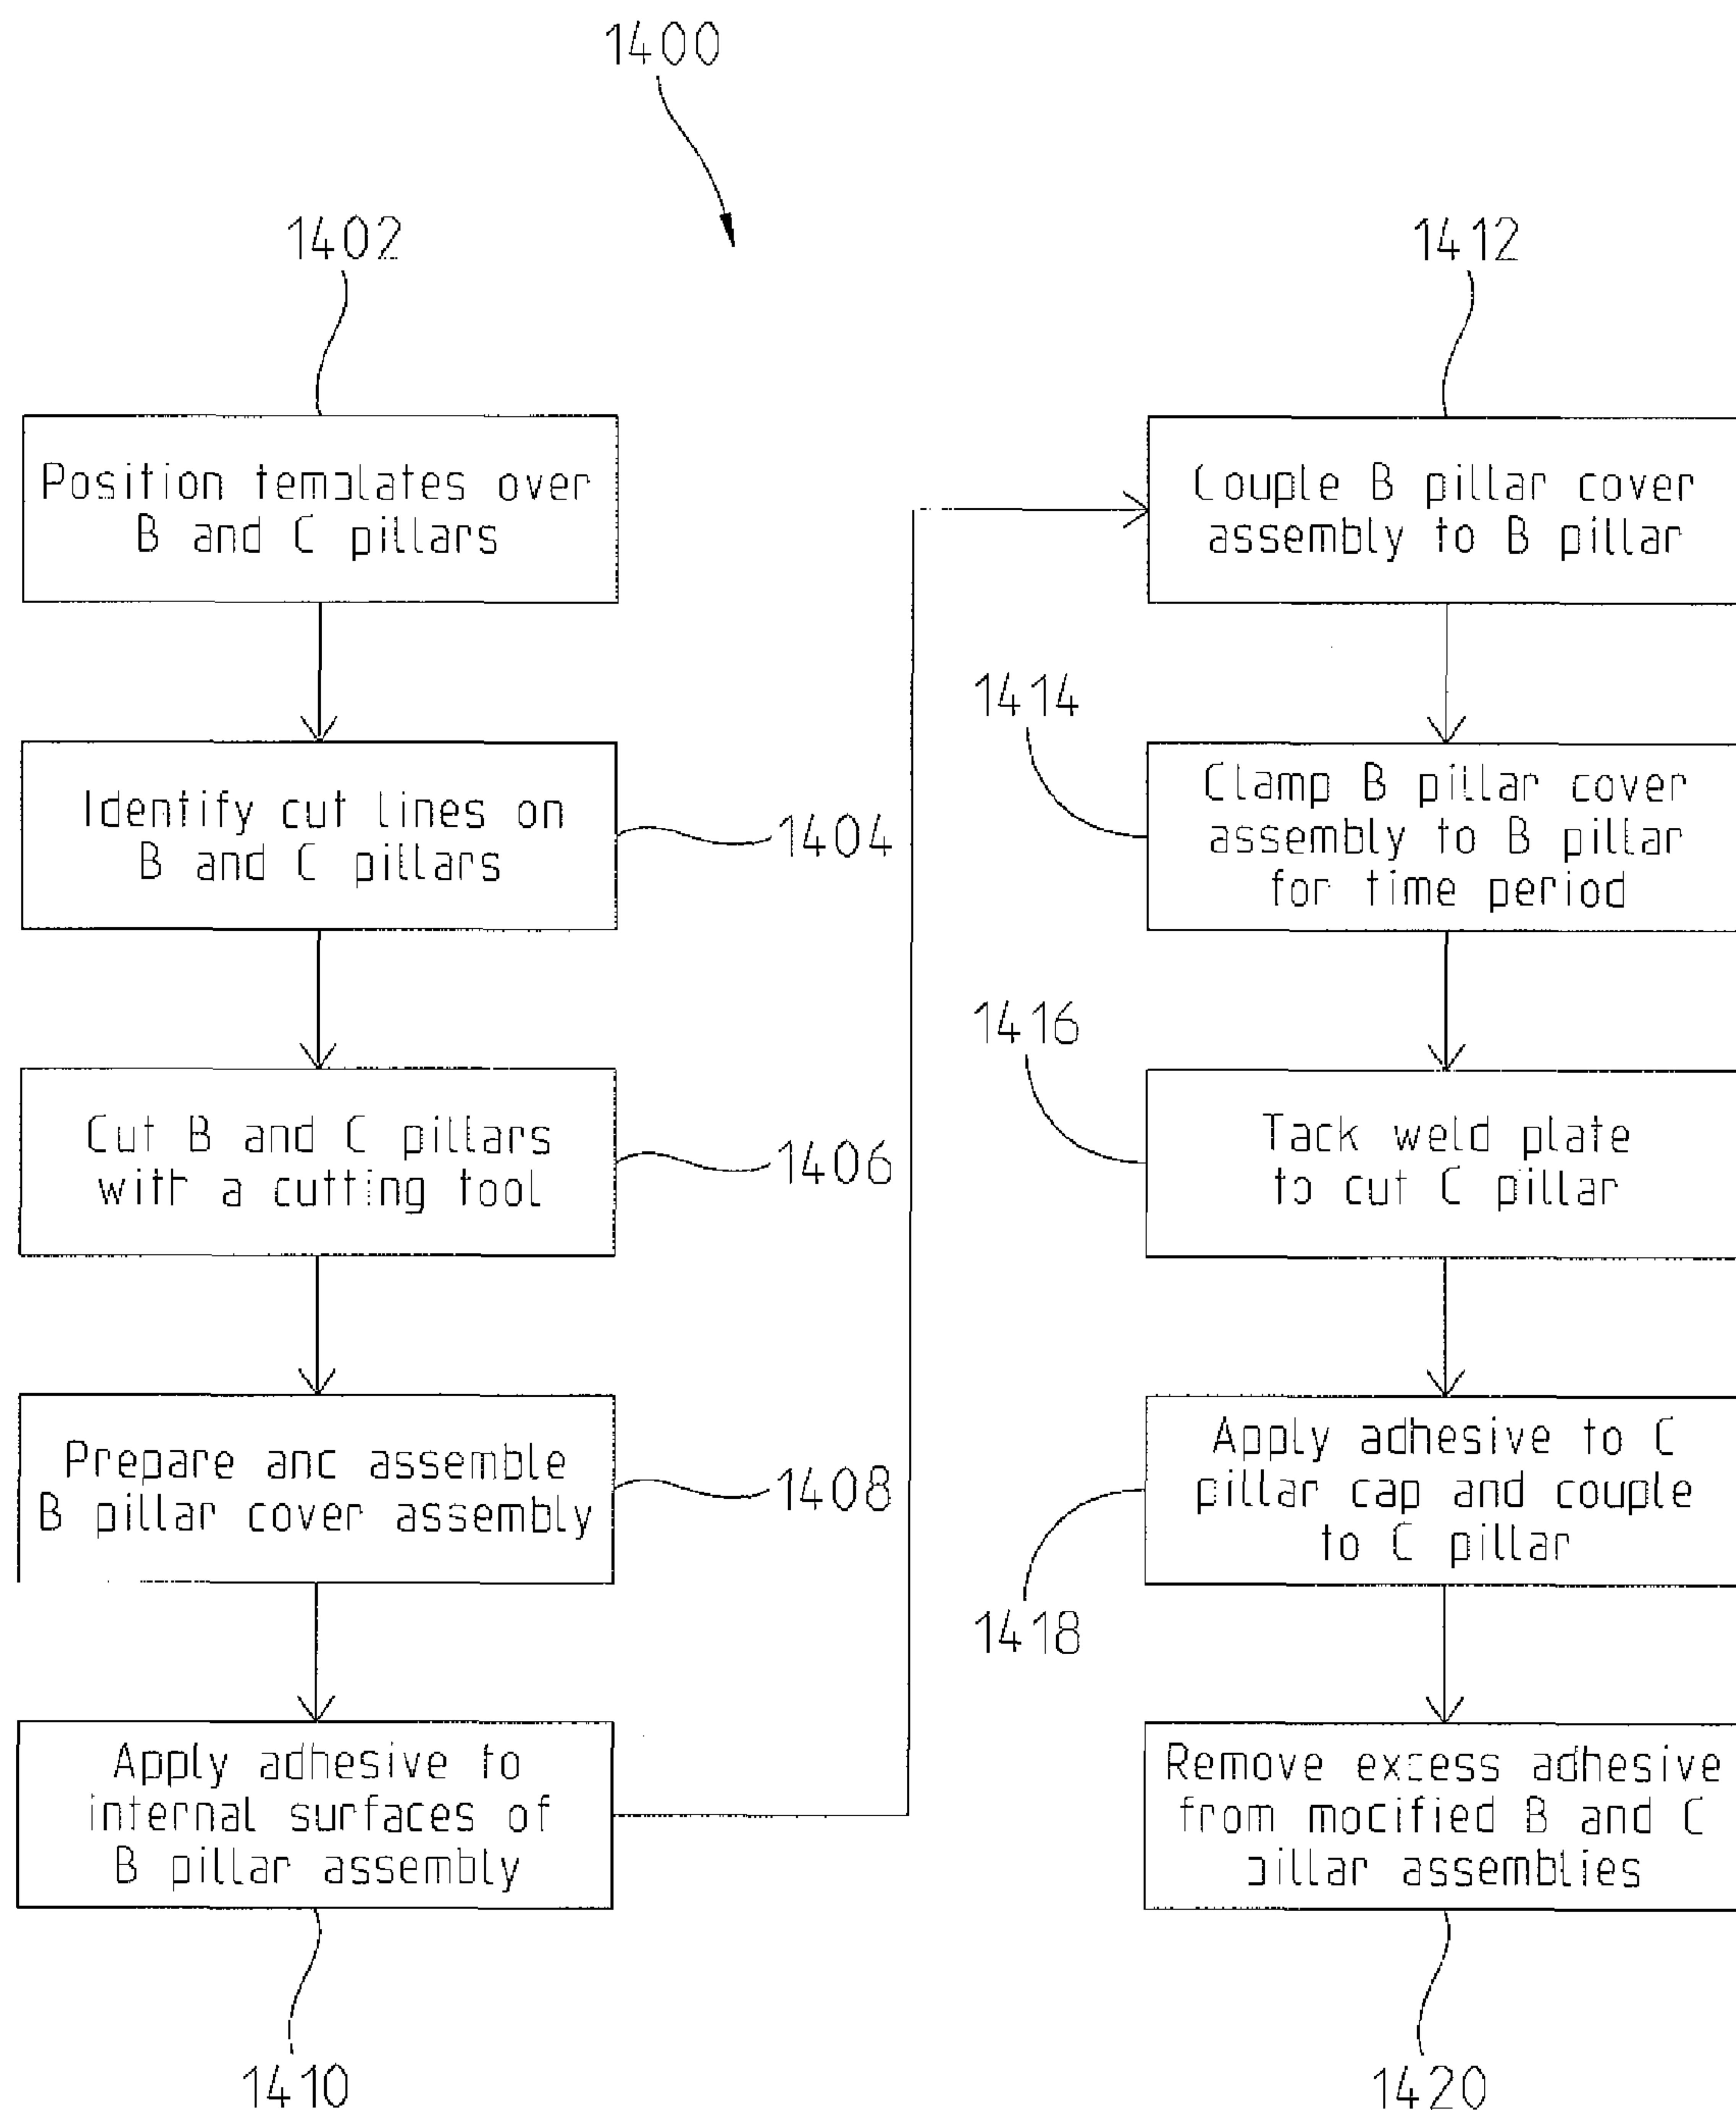 1400
1402
Position templates over
B and C pillars
Identify cut lines on
B and C pillars
1404
Cut B and C pillars
with a cutting tool
1406
Prepare and assemble
B pillar cover assembly
1408
Apply adhesive to
internal surfaces of
B pillar assembly
1410
1412
Couple B pillar cover
assembly to B pillar
1414
Clamp B pillar cover
assembly to B pillar
for time period
1416
Tack weld plate
to cut C pillar
Apply adhesive to C
pillar cap and couple
to C pillar
1418
Remove excess adhesive
from modified B and C
pillar assemblies
1420